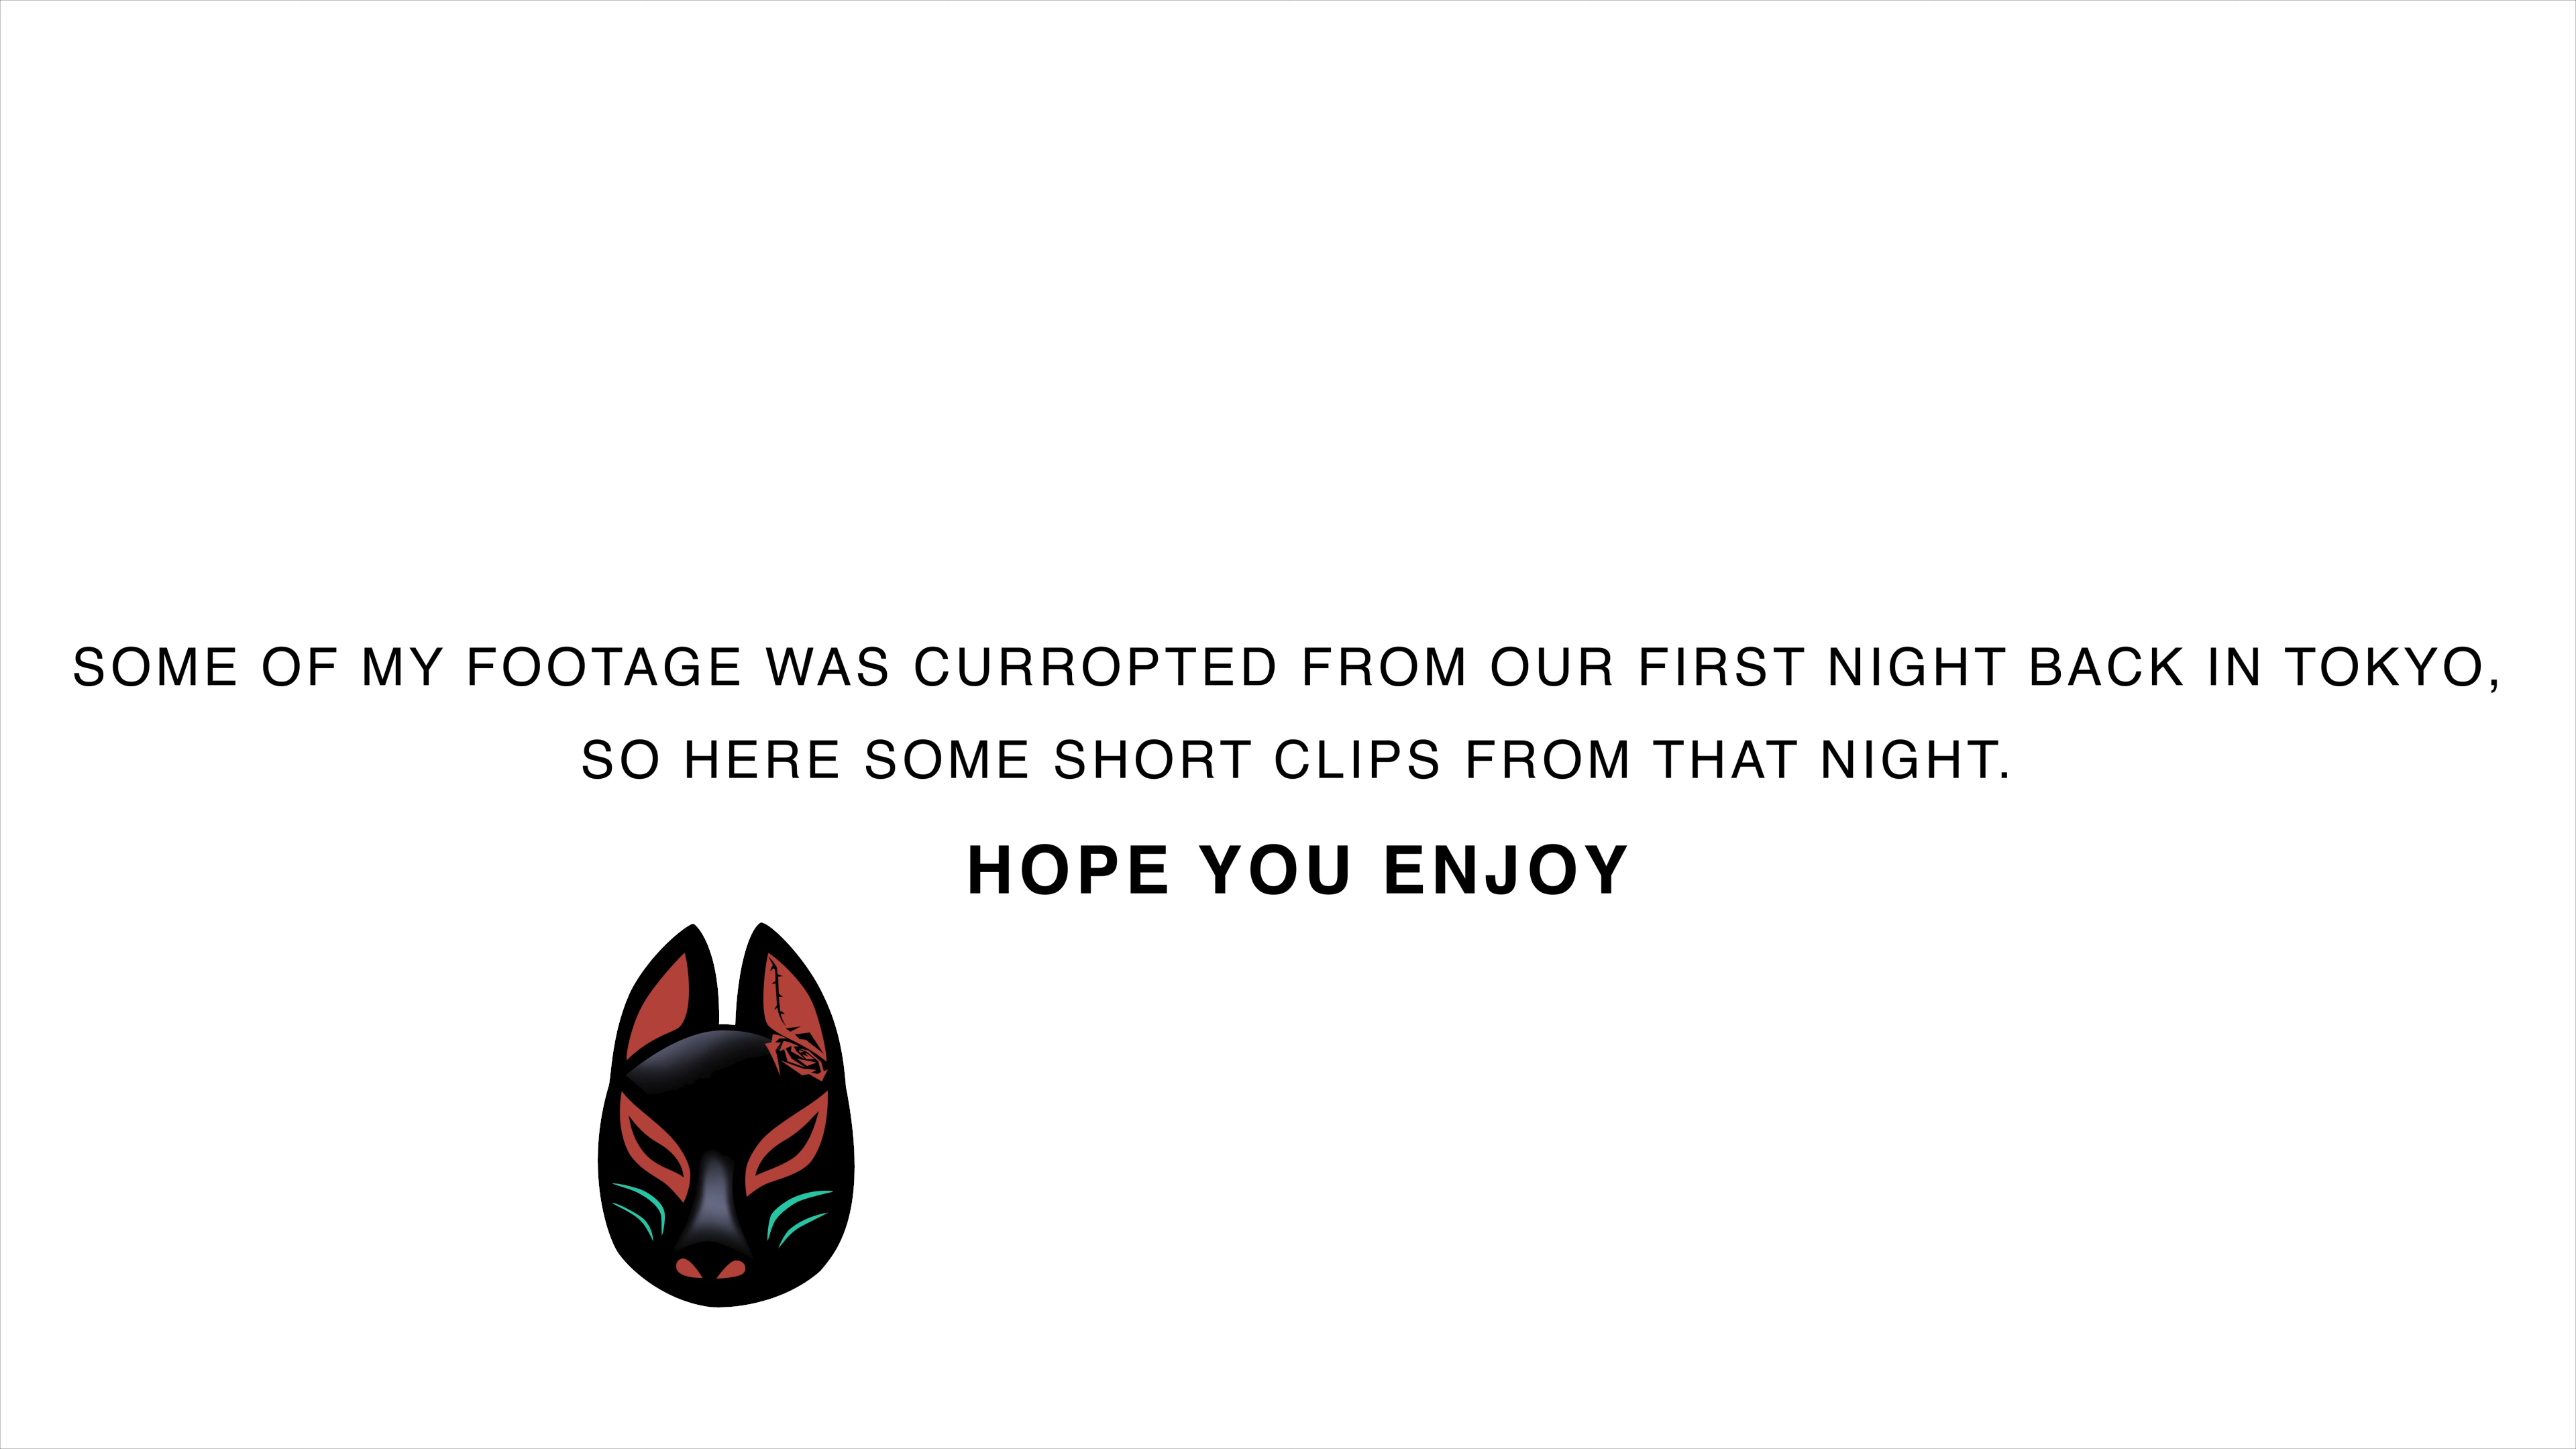 SOME OF MY FOOTAGE WAS CURROPTED FROM OUR FIRST NIGHT BACK IN TOKYO,
SO HERE SOME SHORT CLIPS FROM THAT NIGHT.
HOPE YOU ENJOY